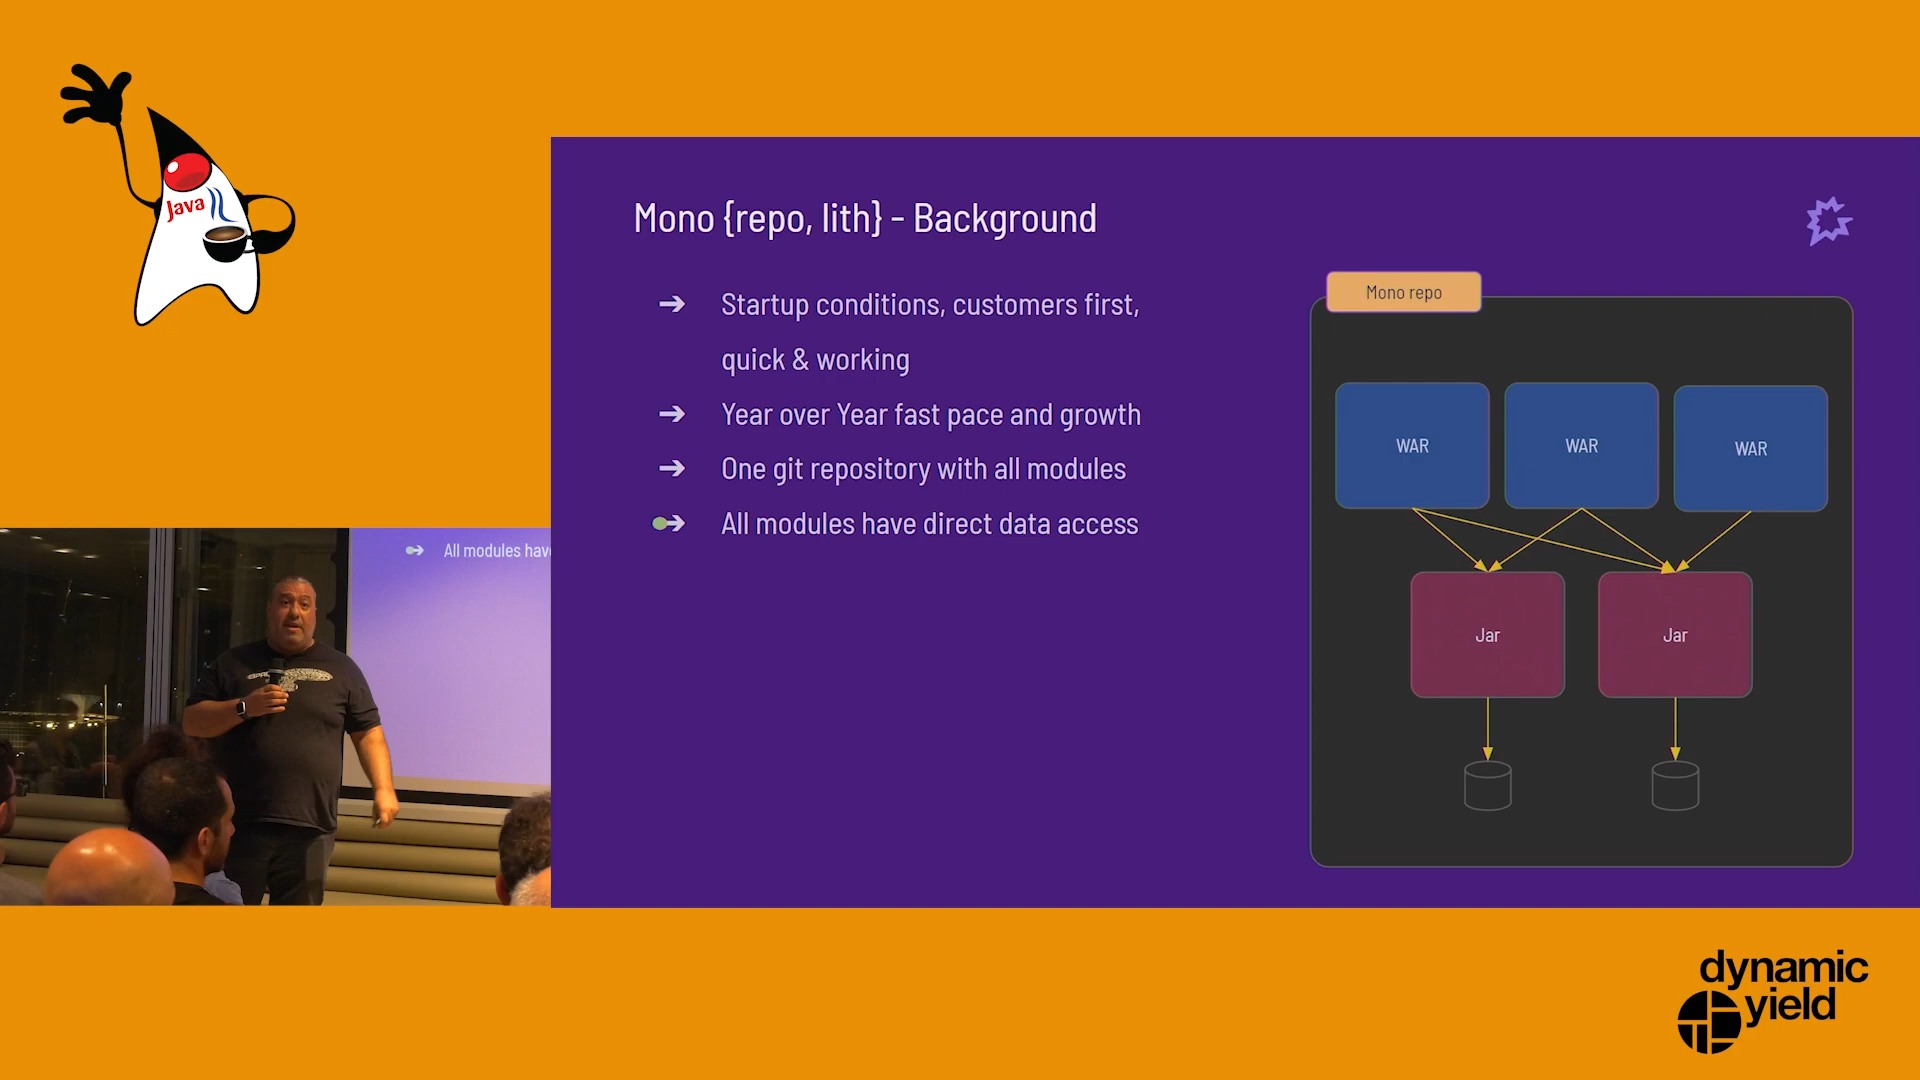 Java
Mono {repo, lith} - Background
➔ Startup conditions, customers first,
quick & working
➔ Year over Year fast pace and growth
➔ One git repository with all modules
➔ All modules have direct data access
Mono repo
WAR
WAR
WAR
Jar
Jar
All modules have
dynamic
yield